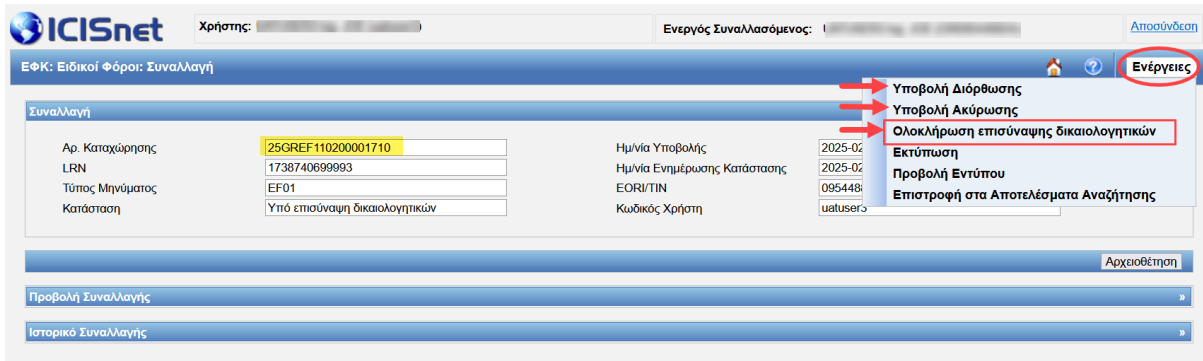 ICISnet Χρήστης: Ενεργός Συναλλασόμενος: Αποσύνδεση
ΕΦΚ: Ειδικοί Φόροι: Συναλλαγή Ενέργειες
Υποβολή Διόρθωσης
Υποβολή Ακύρωσης
Ολοκλήρωση επισύναψης δικαιολογητικών
Εκτύπωση
Προβολή Εντύπου
Επιστροφή στα Αποτελέσματα Αναζήτησης
Συναλλαγή
Αρ. Καταχώρησης 25GREF110200001710 Ημ/νία Υποβολής 2025-02
LRN 1738740699993 Ημ/νία Ενημέρωσης Κατάστασης 2025-02
Τύπος Μηνύματος EF01 EORI/TIN 095448
Κατάσταση Υπό επισύναψη δικαιολογητικών Κωδικός Χρήστη uatuser3
Αρχειοθέτηση
Προβολή Συναλλαγής »
Ιστορικό Συναλλαγής »